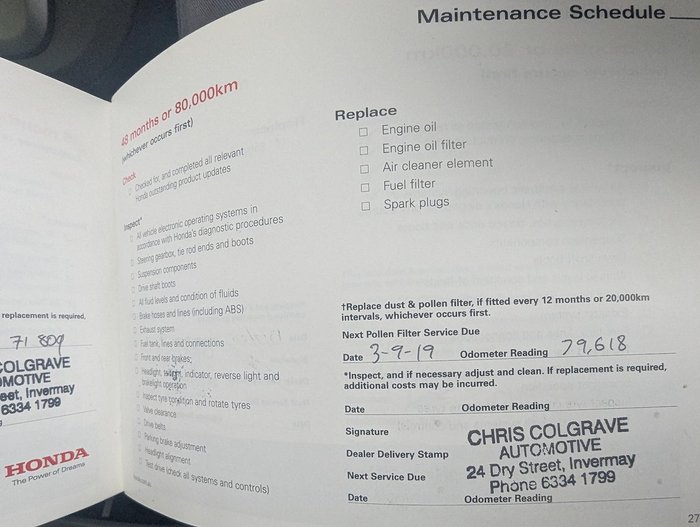 replacement is required,
71 809
COLGRAVE
OMOTIVE
eet, Invermay
6334 1799
HONDA
The Power of Dreams
48 months or 80,000km
(whichever occurs first)
Check
Checked for, and completed all relevant
Honda outstanding product updates
Inspect*
All vehicle electronic operating systems in
accordance with Honda's diagnostic procedures
Steering gearbox, tie rod ends and boots
Suspension components
Drive shaft boots
All fluid levels and condition of fluids
Brake hoses and lines (including ABS)
Exhaust system
Fuel tank, lines and connections
Front and rear brakes,
Headlight, taillight, indicator, reverse light and
brakelight operation
Inspect tyre condition and rotate tyres
Valve clearance
Drive belts
Parking brake adjustment
Headlight alignment
Test drive (check all systems and controls)
Maintenance Schedule
Replace
Engine oil
Engine oil filter
Air cleaner element
Fuel filter
Spark plugs
†Replace dust & pollen filter, if fitted every 12 months or 20,000km
intervals, whichever occurs first.
Next Pollen Filter Service Due
Date 3-9-19 Odometer Reading 79,618
*Inspect, and if necessary adjust and clean. If replacement is required,
additional costs may be incurred.
Date Odometer Reading
Signature
Dealer Delivery Stamp
Next Service Due
Date Odometer Reading
CHRIS COLGRAVE
AUTOMOTIVE
24 Dry Street, Invermay
Phone 6334 1799
27